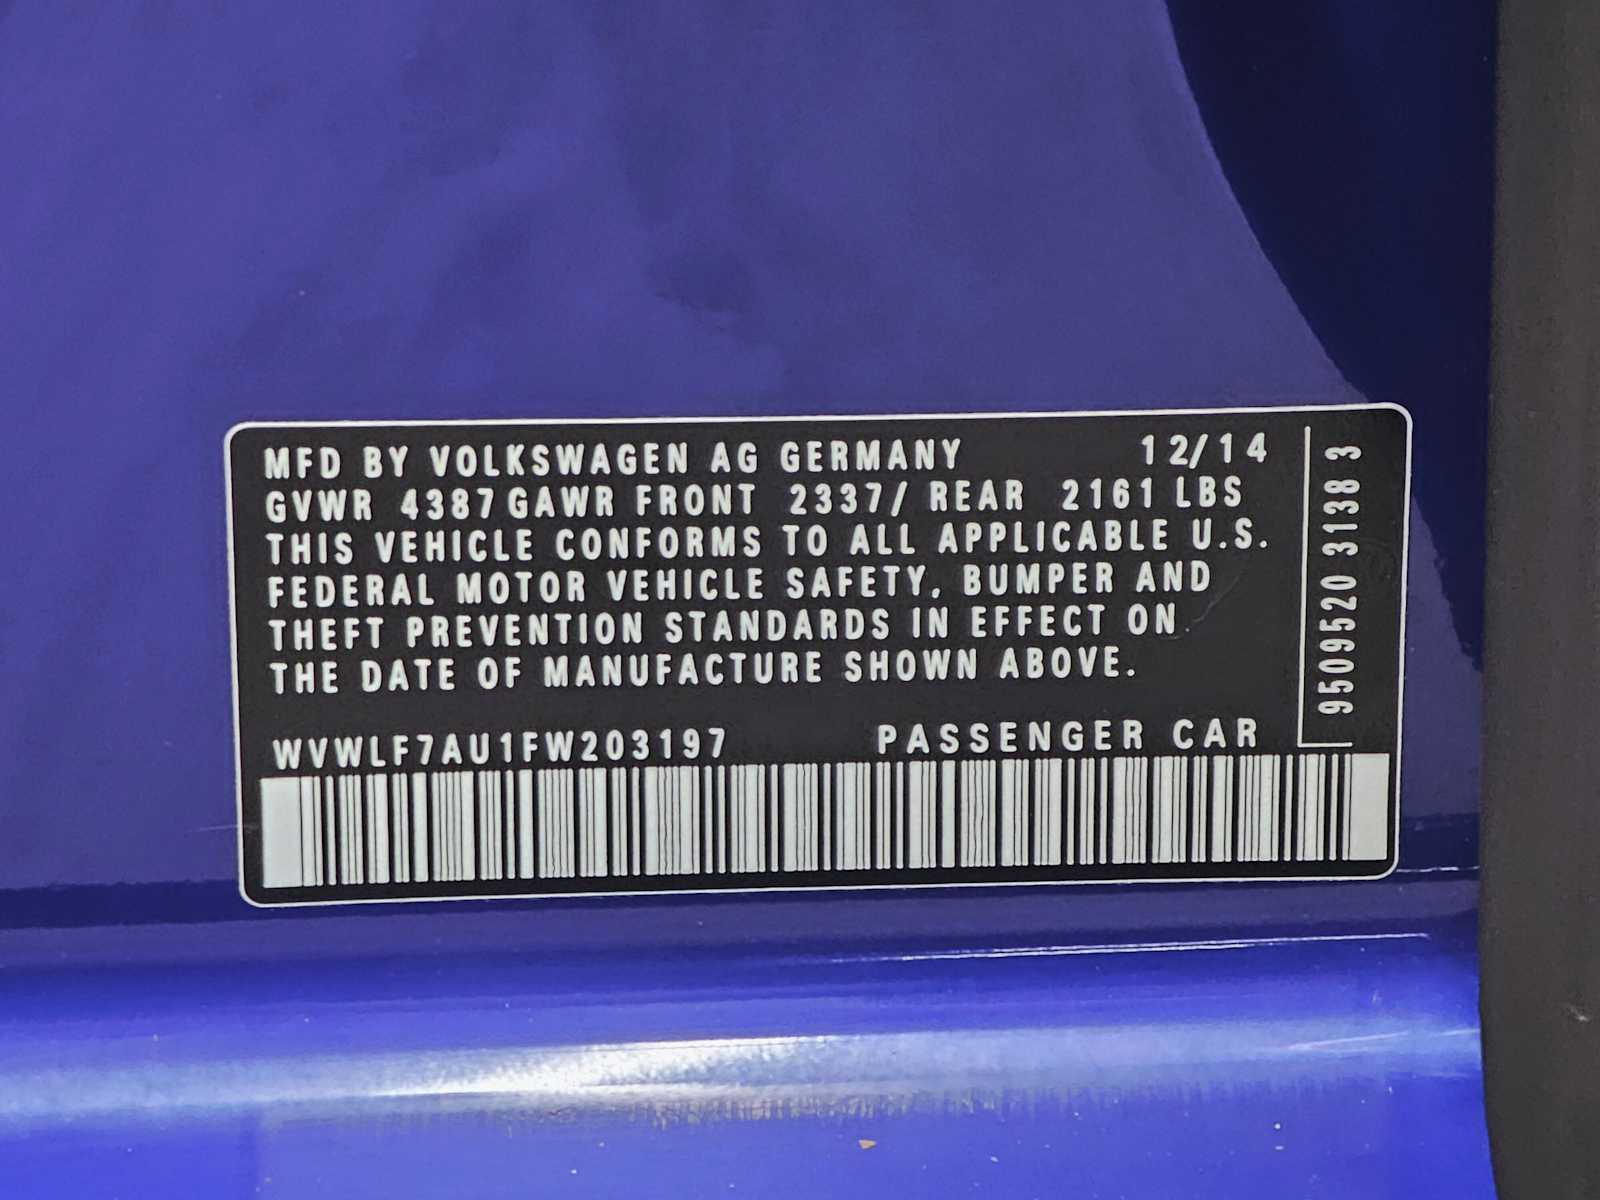 MFD BY VOLKSWAGEN AG GERMANY 12/14
GVWR 4387 GAWR FRONT 2337/ REAR 2161 LBS
THIS VEHICLE CONFORMS TO ALL APPLICABLE U.S.
FEDERAL MOTOR VEHICLE SAFETY, BUMPER AND
THEFT PREVENTION STANDARDS IN EFFECT ON
THE DATE OF MANUFACTURE SHOWN ABOVE.
WVWLF7AU1FW203197 PASSENGER CAR
9509520 3138 3